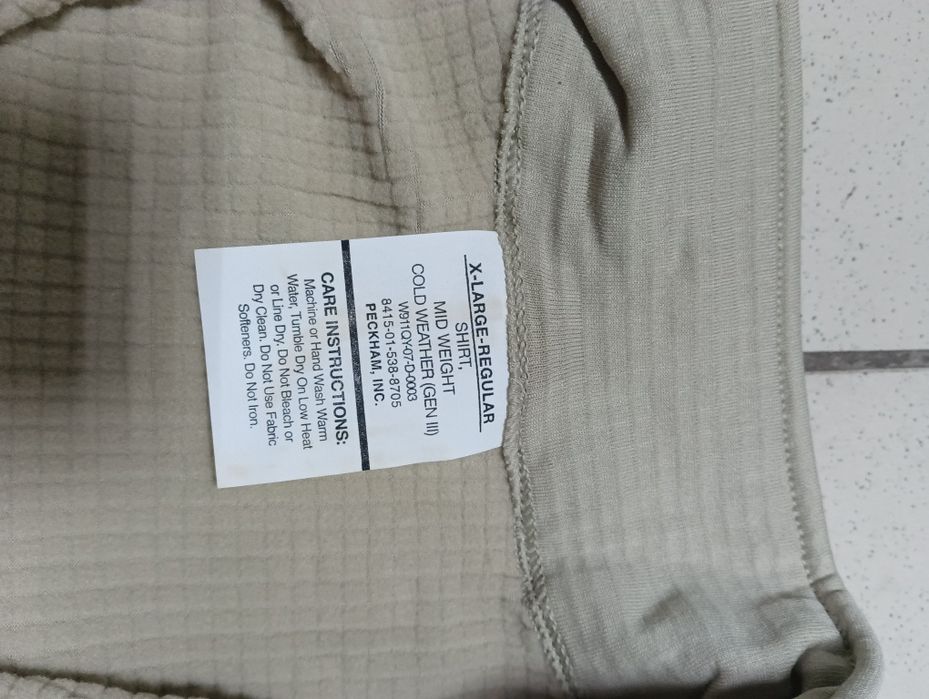 X-LARGE-REGULAR
SHIRT,
MID WEIGHT
COLD WEATHER (GEN III)
W911QY-07-D-0003
8415-01-538-8705
PECKHAM, INC.
CARE INSTRUCTIONS:
Machine or Hand Wash Warm
Water, Tumble Dry On Low Heat
or Line Dry. Do Not Bleach or
Dry Clean. Do Not Use Fabric
Softeners. Do Not Iron.